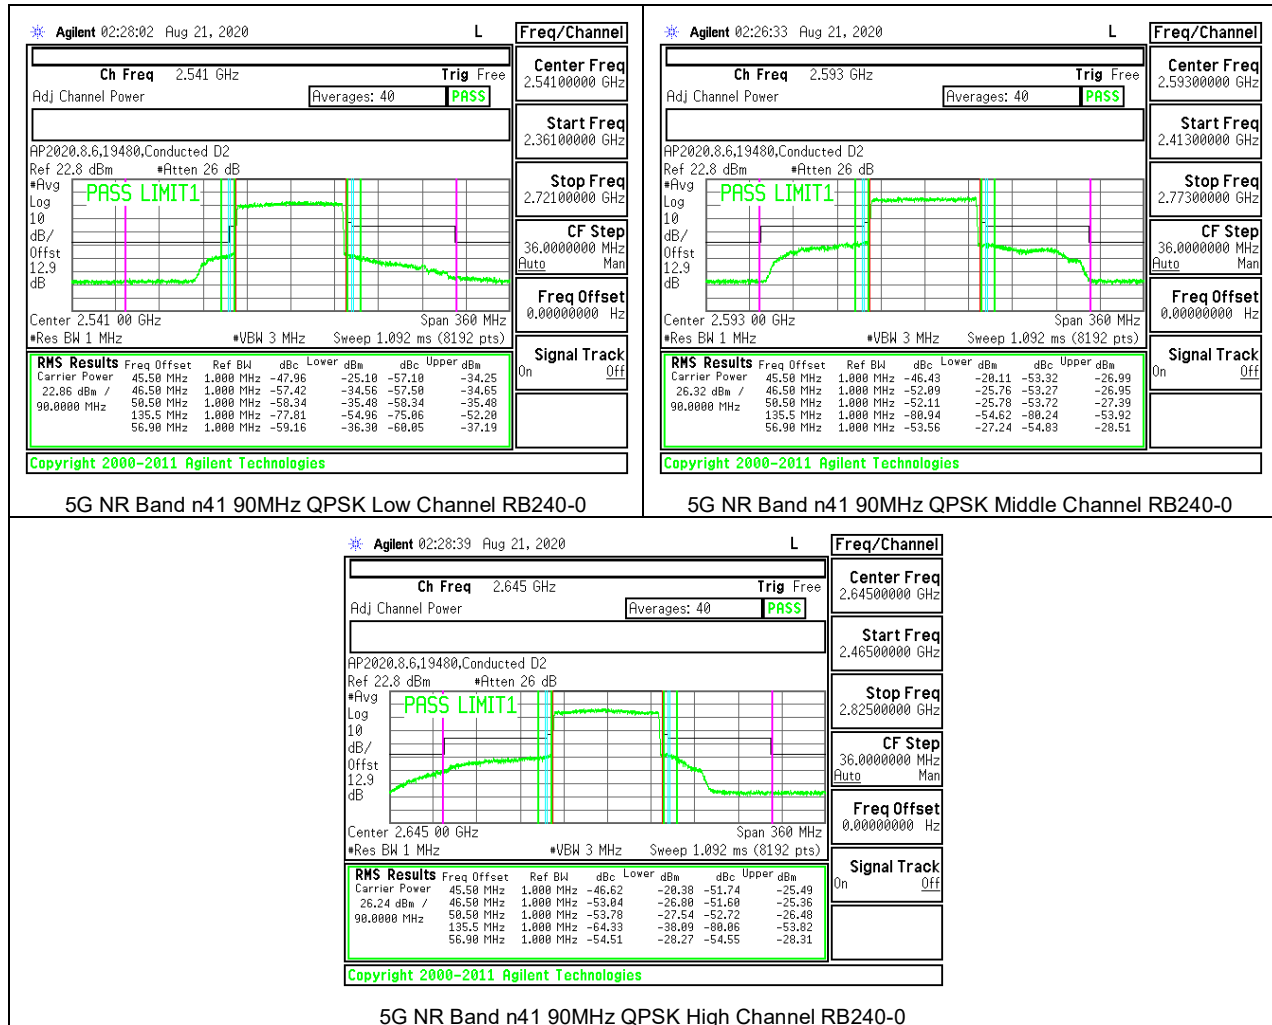 Agilent 02:28:02 Aug 21, 2020 L Freq/Channel
Ch Freq 2.541 GHz Trig Free
Adj Channel Power Averages: 40 PASS
AP2020.8.6,19480,Conducted D2
Ref 22.8 dBm #Atten 26 dB
#Avg
Log
10
dB/
Offst
12.9
dB
PASS LIMIT1
Center 2.541 00 GHz Span 360 MHz
#Res BW 1 MHz #VBW 3 MHz Sweep 1.092 ms (8192 pts)
RMS Results Freq Offset Ref BW dBc Lower dBm dBc Upper dBm
Carrier Power 45.50 MHz 1.000 MHz -47.96 -25.10 -57.10 -34.25
22.86 dBm / 46.50 MHz 1.000 MHz -57.42 -34.56 -57.50 -34.65
90.0000 MHz 50.50 MHz 1.000 MHz -58.34 -35.48 -58.34 -35.48
135.5 MHz 1.000 MHz -77.81 -54.96 -75.06 -52.20
56.90 MHz 1.000 MHz -59.16 -36.30 -60.05 -37.19
Copyright 2000-2011 Agilent Technologies
Center Freq
2.54100000 GHz
Start Freq
2.36100000 GHz
Stop Freq
2.72100000 GHz
CF Step
36.0000000 MHz
Auto Man
Freq Offset
0.00000000 Hz
Signal Track
On Off
5G NR Band n41 90MHz QPSK Low Channel RB240-0
Agilent 02:26:33 Aug 21, 2020 L Freq/Channel
Ch Freq 2.593 GHz Trig Free
Adj Channel Power Averages: 40 PASS
AP2020.8.6,19480,Conducted D2
Ref 22.8 dBm #Atten 26 dB
#Avg
Log
10
dB/
Offst
12.9
dB
PASS LIMIT1
Center 2.593 00 GHz Span 360 MHz
#Res BW 1 MHz #VBW 3 MHz Sweep 1.092 ms (8192 pts)
RMS Results Freq Offset Ref BW dBc Lower dBm dBc Upper dBm
Carrier Power 45.50 MHz 1.000 MHz -46.43 -20.11 -53.32 -26.99
26.32 dBm / 46.50 MHz 1.000 MHz -52.09 -25.76 -53.27 -26.95
90.0000 MHz 50.50 MHz 1.000 MHz -52.11 -25.78 -53.72 -27.39
135.5 MHz 1.000 MHz -80.94 -54.62 -80.24 -53.92
56.90 MHz 1.000 MHz -53.56 -27.24 -54.83 -28.51
Copyright 2000-2011 Agilent Technologies
Center Freq
2.59300000 GHz
Start Freq
2.41300000 GHz
Stop Freq
2.77300000 GHz
CF Step
36.0000000 MHz
Auto Man
Freq Offset
0.00000000 Hz
Signal Track
On Off
5G NR Band n41 90MHz QPSK Middle Channel RB240-0
Agilent 02:28:39 Aug 21, 2020 L Freq/Channel
Ch Freq 2.645 GHz Trig Free
Adj Channel Power Averages: 40 PASS
AP2020.8.6,19480,Conducted D2
Ref 22.8 dBm #Atten 26 dB
#Avg
Log
10
dB/
Offst
12.9
dB
PASS LIMIT1
Center 2.645 00 GHz Span 360 MHz
#Res BW 1 MHz #VBW 3 MHz Sweep 1.092 ms (8192 pts)
RMS Results Freq Offset Ref BW dBc Lower dBm dBc Upper dBm
Carrier Power 45.50 MHz 1.000 MHz -46.62 -20.38 -51.74 -25.49
26.24 dBm / 46.50 MHz 1.000 MHz -53.04 -26.80 -51.60 -25.36
90.0000 MHz 50.50 MHz 1.000 MHz -53.78 -27.54 -52.72 -26.48
135.5 MHz 1.000 MHz -64.33 -38.09 -80.06 -53.82
56.90 MHz 1.000 MHz -54.51 -28.27 -54.55 -28.31
Copyright 2000-2011 Agilent Technologies
Center Freq
2.64500000 GHz
Start Freq
2.46500000 GHz
Stop Freq
2.82500000 GHz
CF Step
36.0000000 MHz
Auto Man
Freq Offset
0.00000000 Hz
Signal Track
On Off
5G NR Band n41 90MHz QPSK High Channel RB240-0